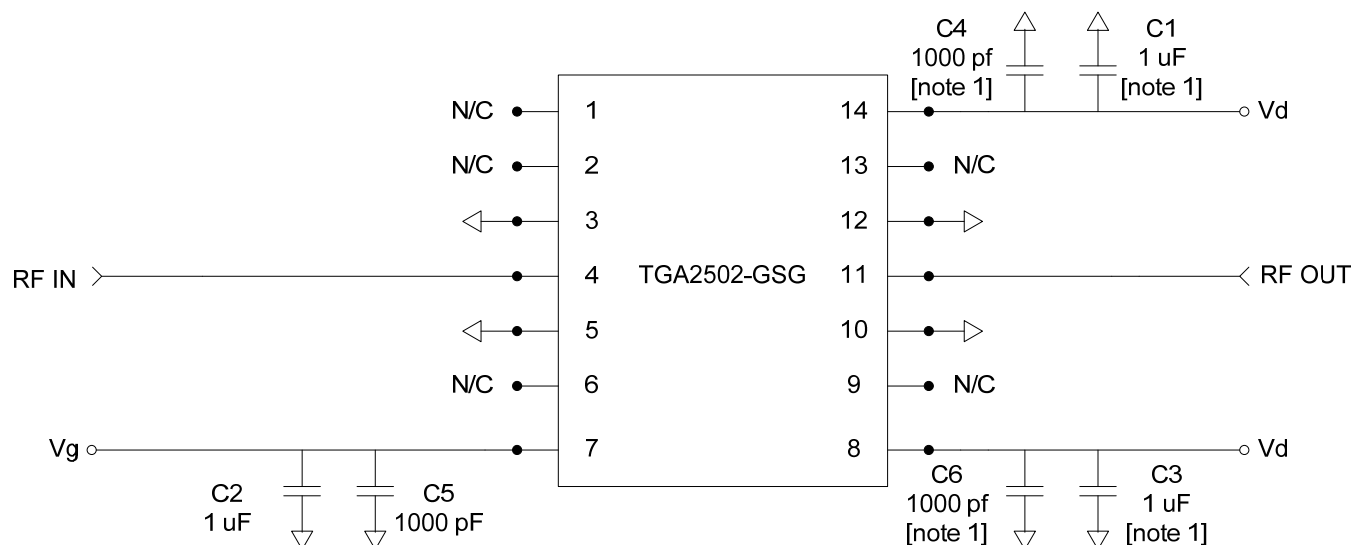 C4
1000 pf
[note 1]
C1
1 uF
[note 1]
N/C
1
14
Vd
N/C
2
13
N/C
3
12
RF IN
4
TGA2502-GSG
11
RF OUT
5
10
N/C
6
9
N/C
Vg
7
8
Vd
C2
1 uF
C5
1000 pF
C6
1000 pf
[note 1]
C3
1 uF
[note 1]